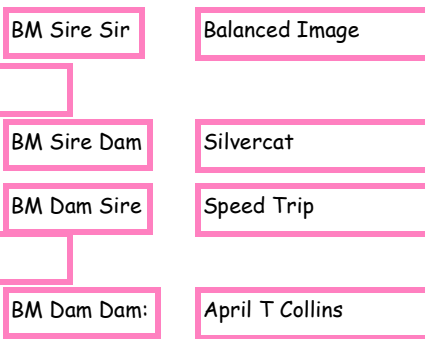 BM Sire Sir Balanced Image
BM Sire Dam Silvercat
BM Dam Sire Speed Trip
BM Dam Dam: April T Collins